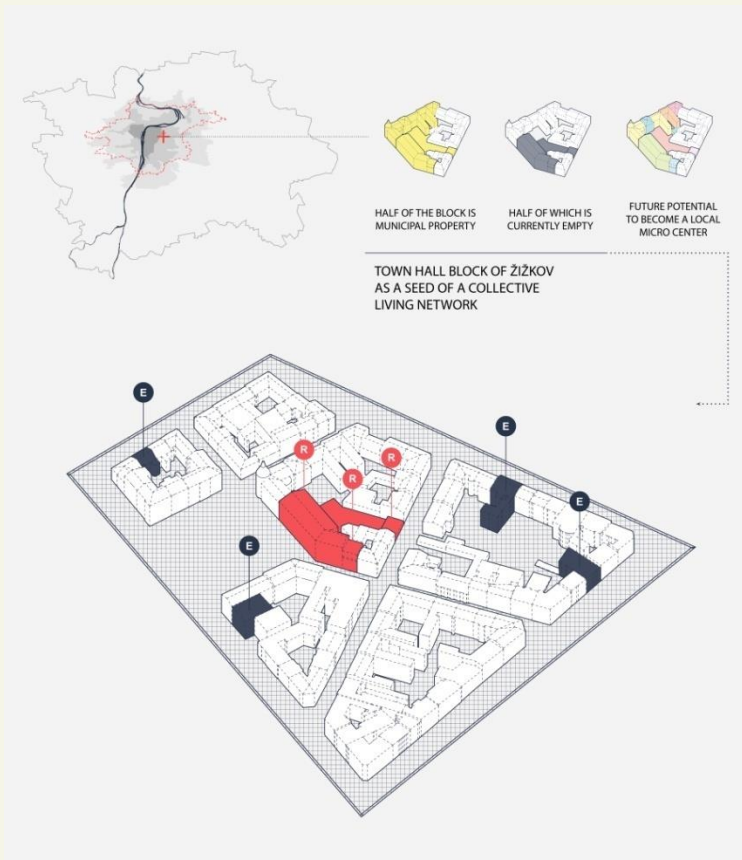 HALF OF THE BLOCK IS
MUNICIPAL PROPERTY
HALF OF WHICH IS
CURRENTLY EMPTY
FUTURE POTENTIAL
TO BECOME A LOCAL
MICRO CENTER
TOWN HALL BLOCK OF ŽIŽKOV
AS A SEED OF A COLLECTIVE
LIVING NETWORK
E
E
R
R
R
E
E